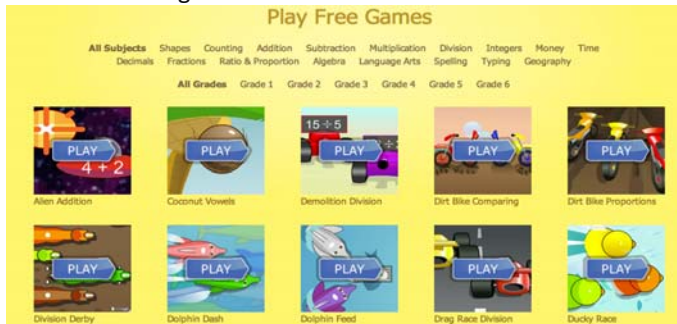 Play Free Games
All Subjects Shapes Counting Addition Subtraction Multiplication Division Integers Money Time
Decimals Fractions Ratio & Proportion Algebra Language Arts Spelling Typing Geography
All Grades Grade 1 Grade 2 Grade 3 Grade 4 Grade 5 Grade 6
15 ÷ 5
÷
PLAY PLAY PLAY PLAY PLAY
4 + 2
Alien Addition Coconut Vowels Demolition Division Dirt Bike Comparing Dirt Bike Proportions
PLAY PLAY PLAY PLAY PLAY
Division Derby Dolphin Dash Dolphin Feed Drag Race Division Ducky Race